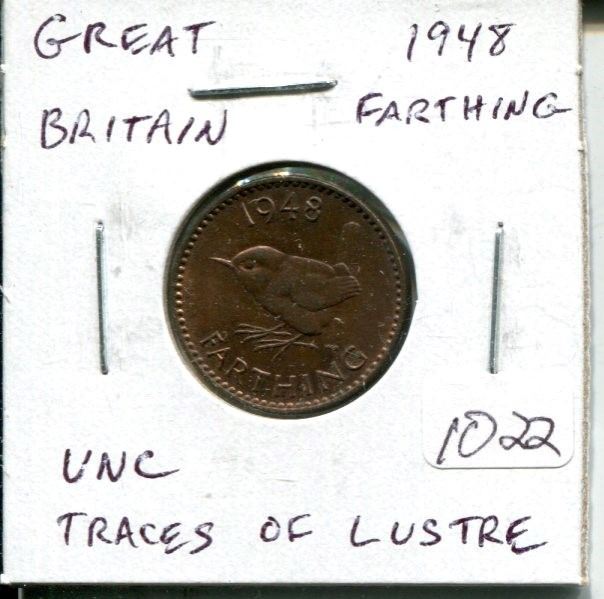 GREAT 1948
BRITAIN FARTHING
1948
FARTHING
1022
UNC
TRACES OF LUSTRE